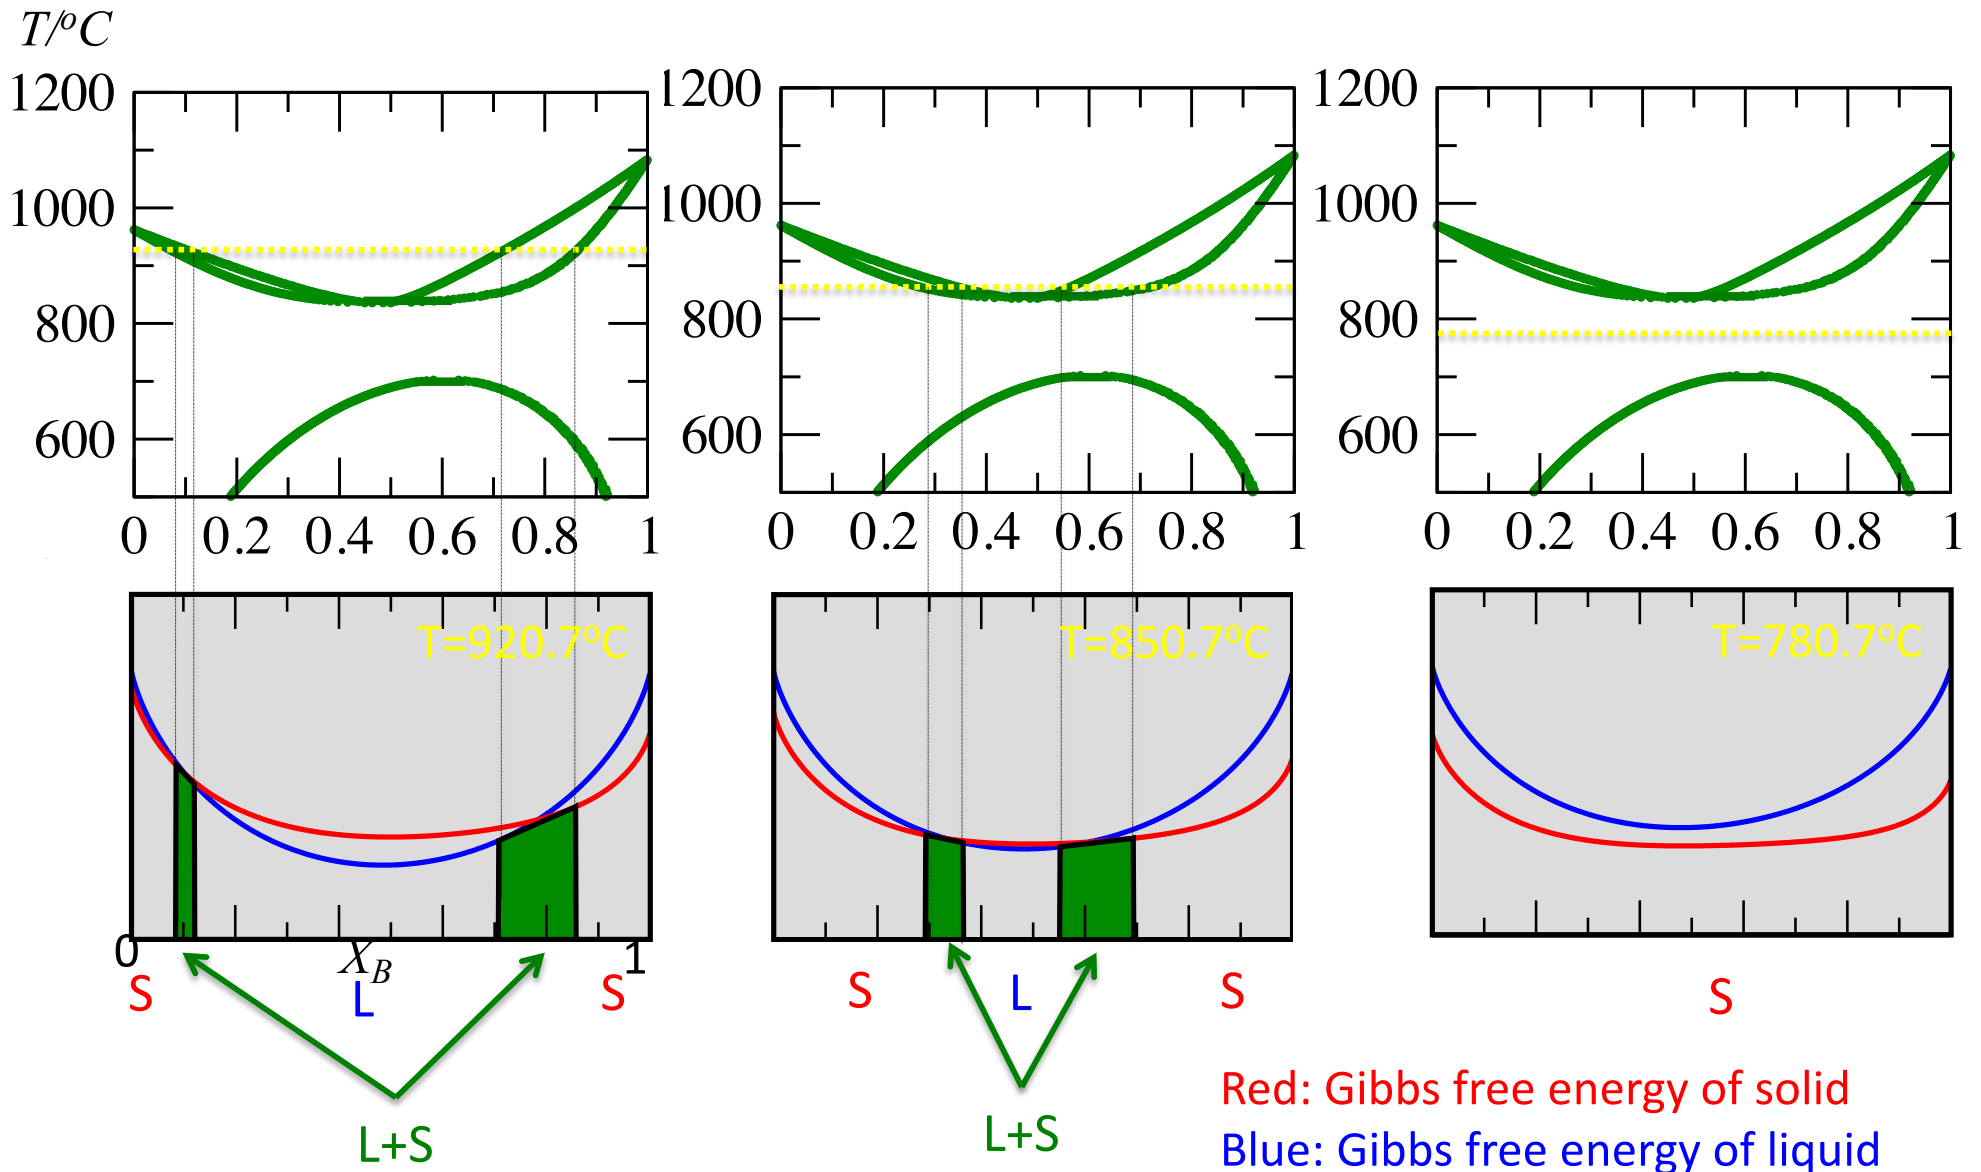 T/°C
1200
1000
800
600
0 0.2 0.4 0.6 0.8 1
1200
1000
800
600
0 0.2 0.4 0.6 0.8 1
1200
1000
800
600
0 0.2 0.4 0.6 0.8 1
T=920.7°C
T=850.7°C
T=780.7°C
0 X_B 1
S L S
L+S
S L S
L+S
S
Red: Gibbs free energy of solid
Blue: Gibbs free energy of liquid